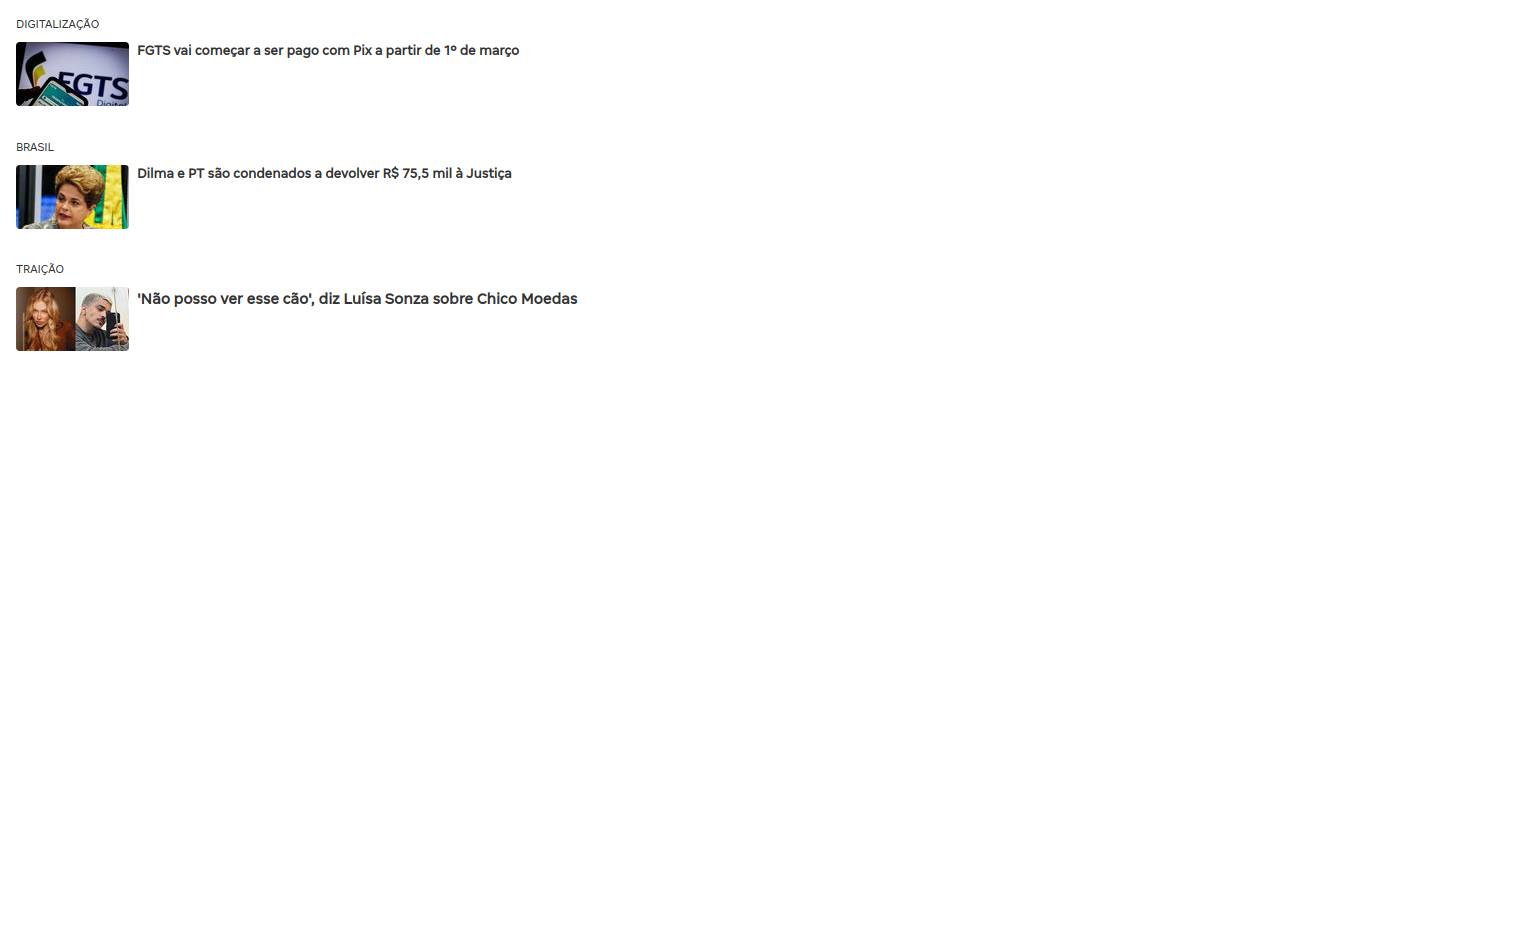 DIGITALIZAÇÃO
FGTS
Digital
FGTS vai começar a ser pago com Pix a partir de 1º de março
BRASIL
Dilma e PT são condenados a devolver R$ 75,5 mil à Justiça
TRAIÇÃO
'Não posso ver esse cão', diz Luísa Sonza sobre Chico Moedas